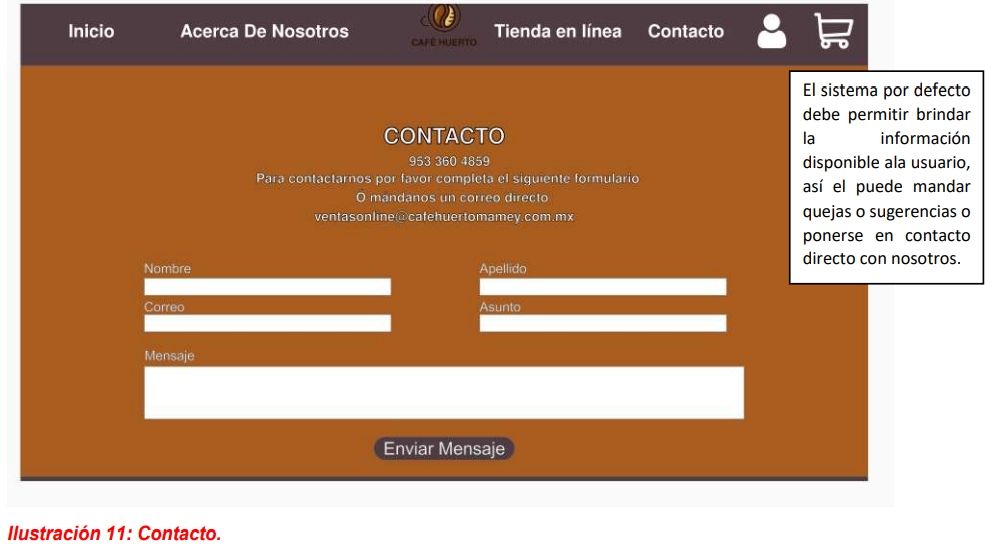 Inicio Acerca De Nosotros CAFÉ HUERTO Tienda en línea Contacto
CONTACTO
953 360 4859
Para contactarnos por favor completa el siguiente formulario
O mandanos un correo directo
ventasonline@cafehuertomamey.com.mx
Nombre Apellido
Correo Asunto
Mensaje
Enviar Mensaje
El sistema por defecto
debe permitir brindar
la información
disponible ala usuario,
así el puede mandar
quejas o sugerencias o
ponerse en contacto
directo con nosotros.
Ilustración 11: Contacto.